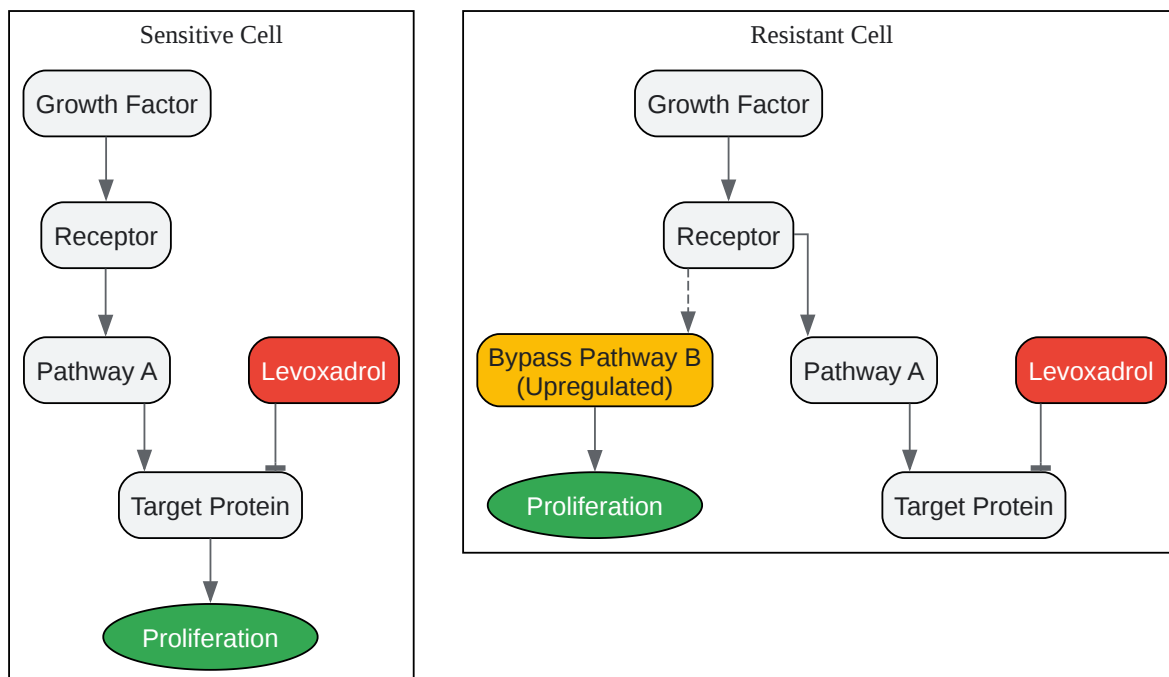 Sensitive Cell
Growth Factor
Receptor
Pathway A
Levoxadrol
Target Protein
Proliferation
Resistant Cell
Growth Factor
Receptor
Bypass Pathway B
(Upregulated)
Pathway A
Levoxadrol
Proliferation
Target Protein